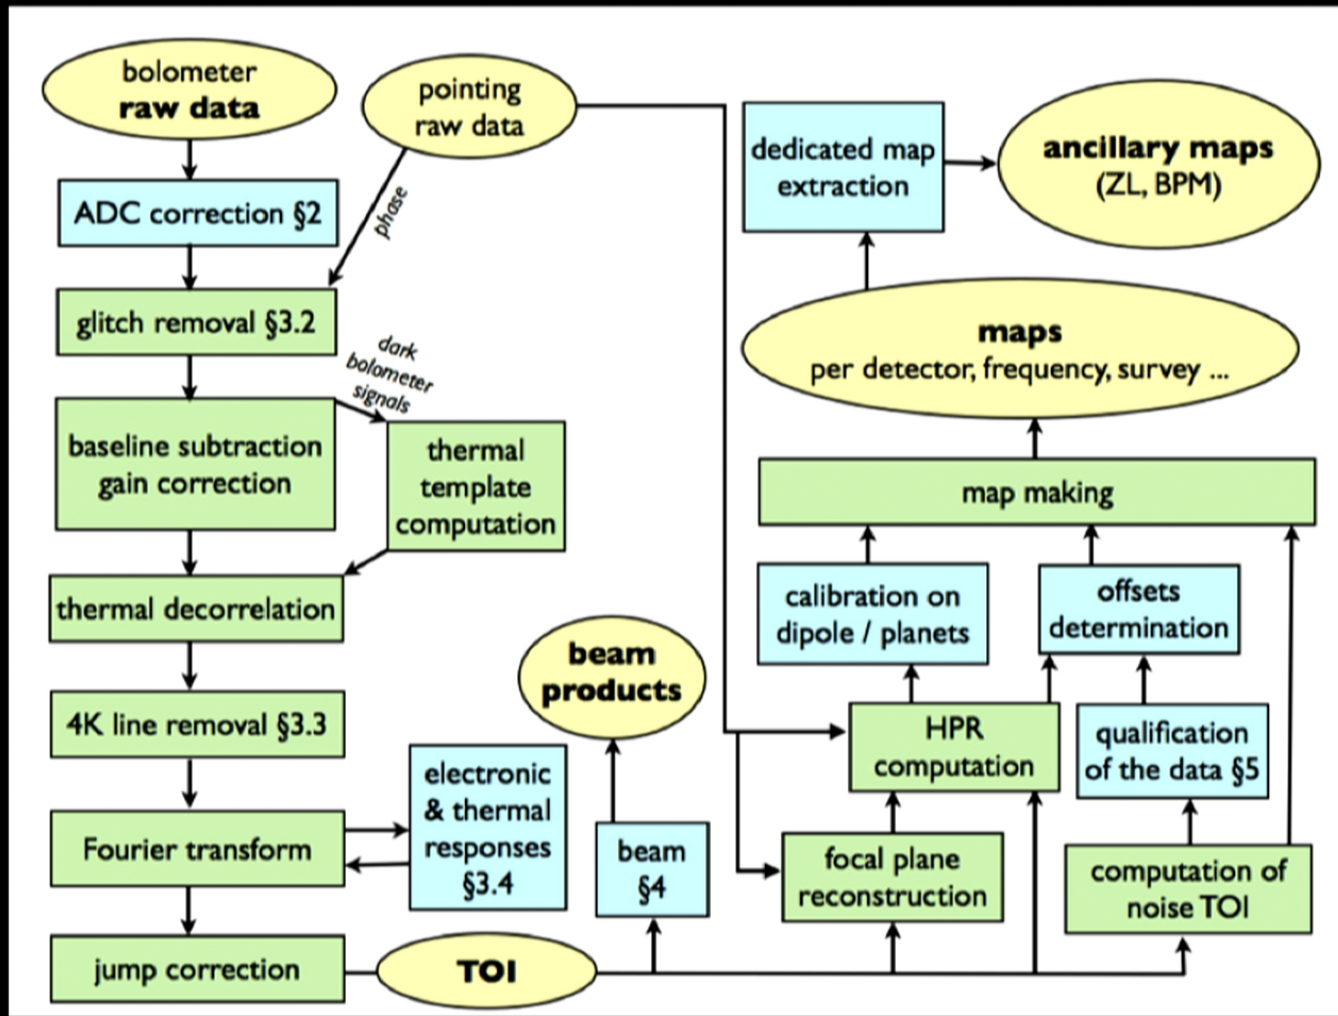 bolometer
raw data
pointing
raw data
phase
ADC correction §2
glitch removal §3.2
dark
bolometer
signals
baseline subtraction
gain correction
thermal
template
computation
thermal decorrelation
4K line removal §3.3
Fourier transform
electronic
& thermal
responses
§3.4
jump correction
TOI
beam
products
beam
§4
dedicated map
extraction
ancillary maps
(ZL, BPM)
maps
per detector, frequency, survey ...
map making
calibration on
dipole / planets
offsets
determination
HPR
computation
qualification
of the data §5
focal plane
reconstruction
computation of
noise TOI